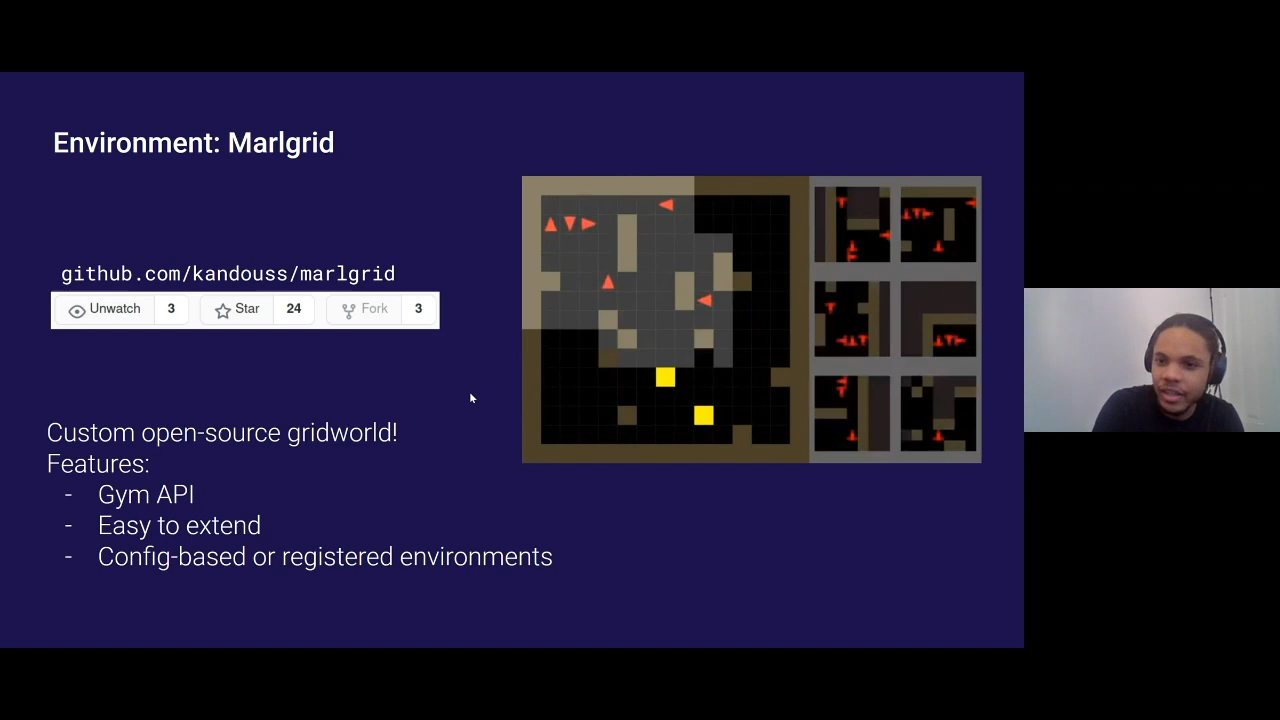 Environment: Marlgrid
github.com/kandouss/marlgrid
Unwatch 3 Star 24 Fork 3
Custom open-source gridworld!
Features:
- Gym API
- Easy to extend
- Config-based or registered environments